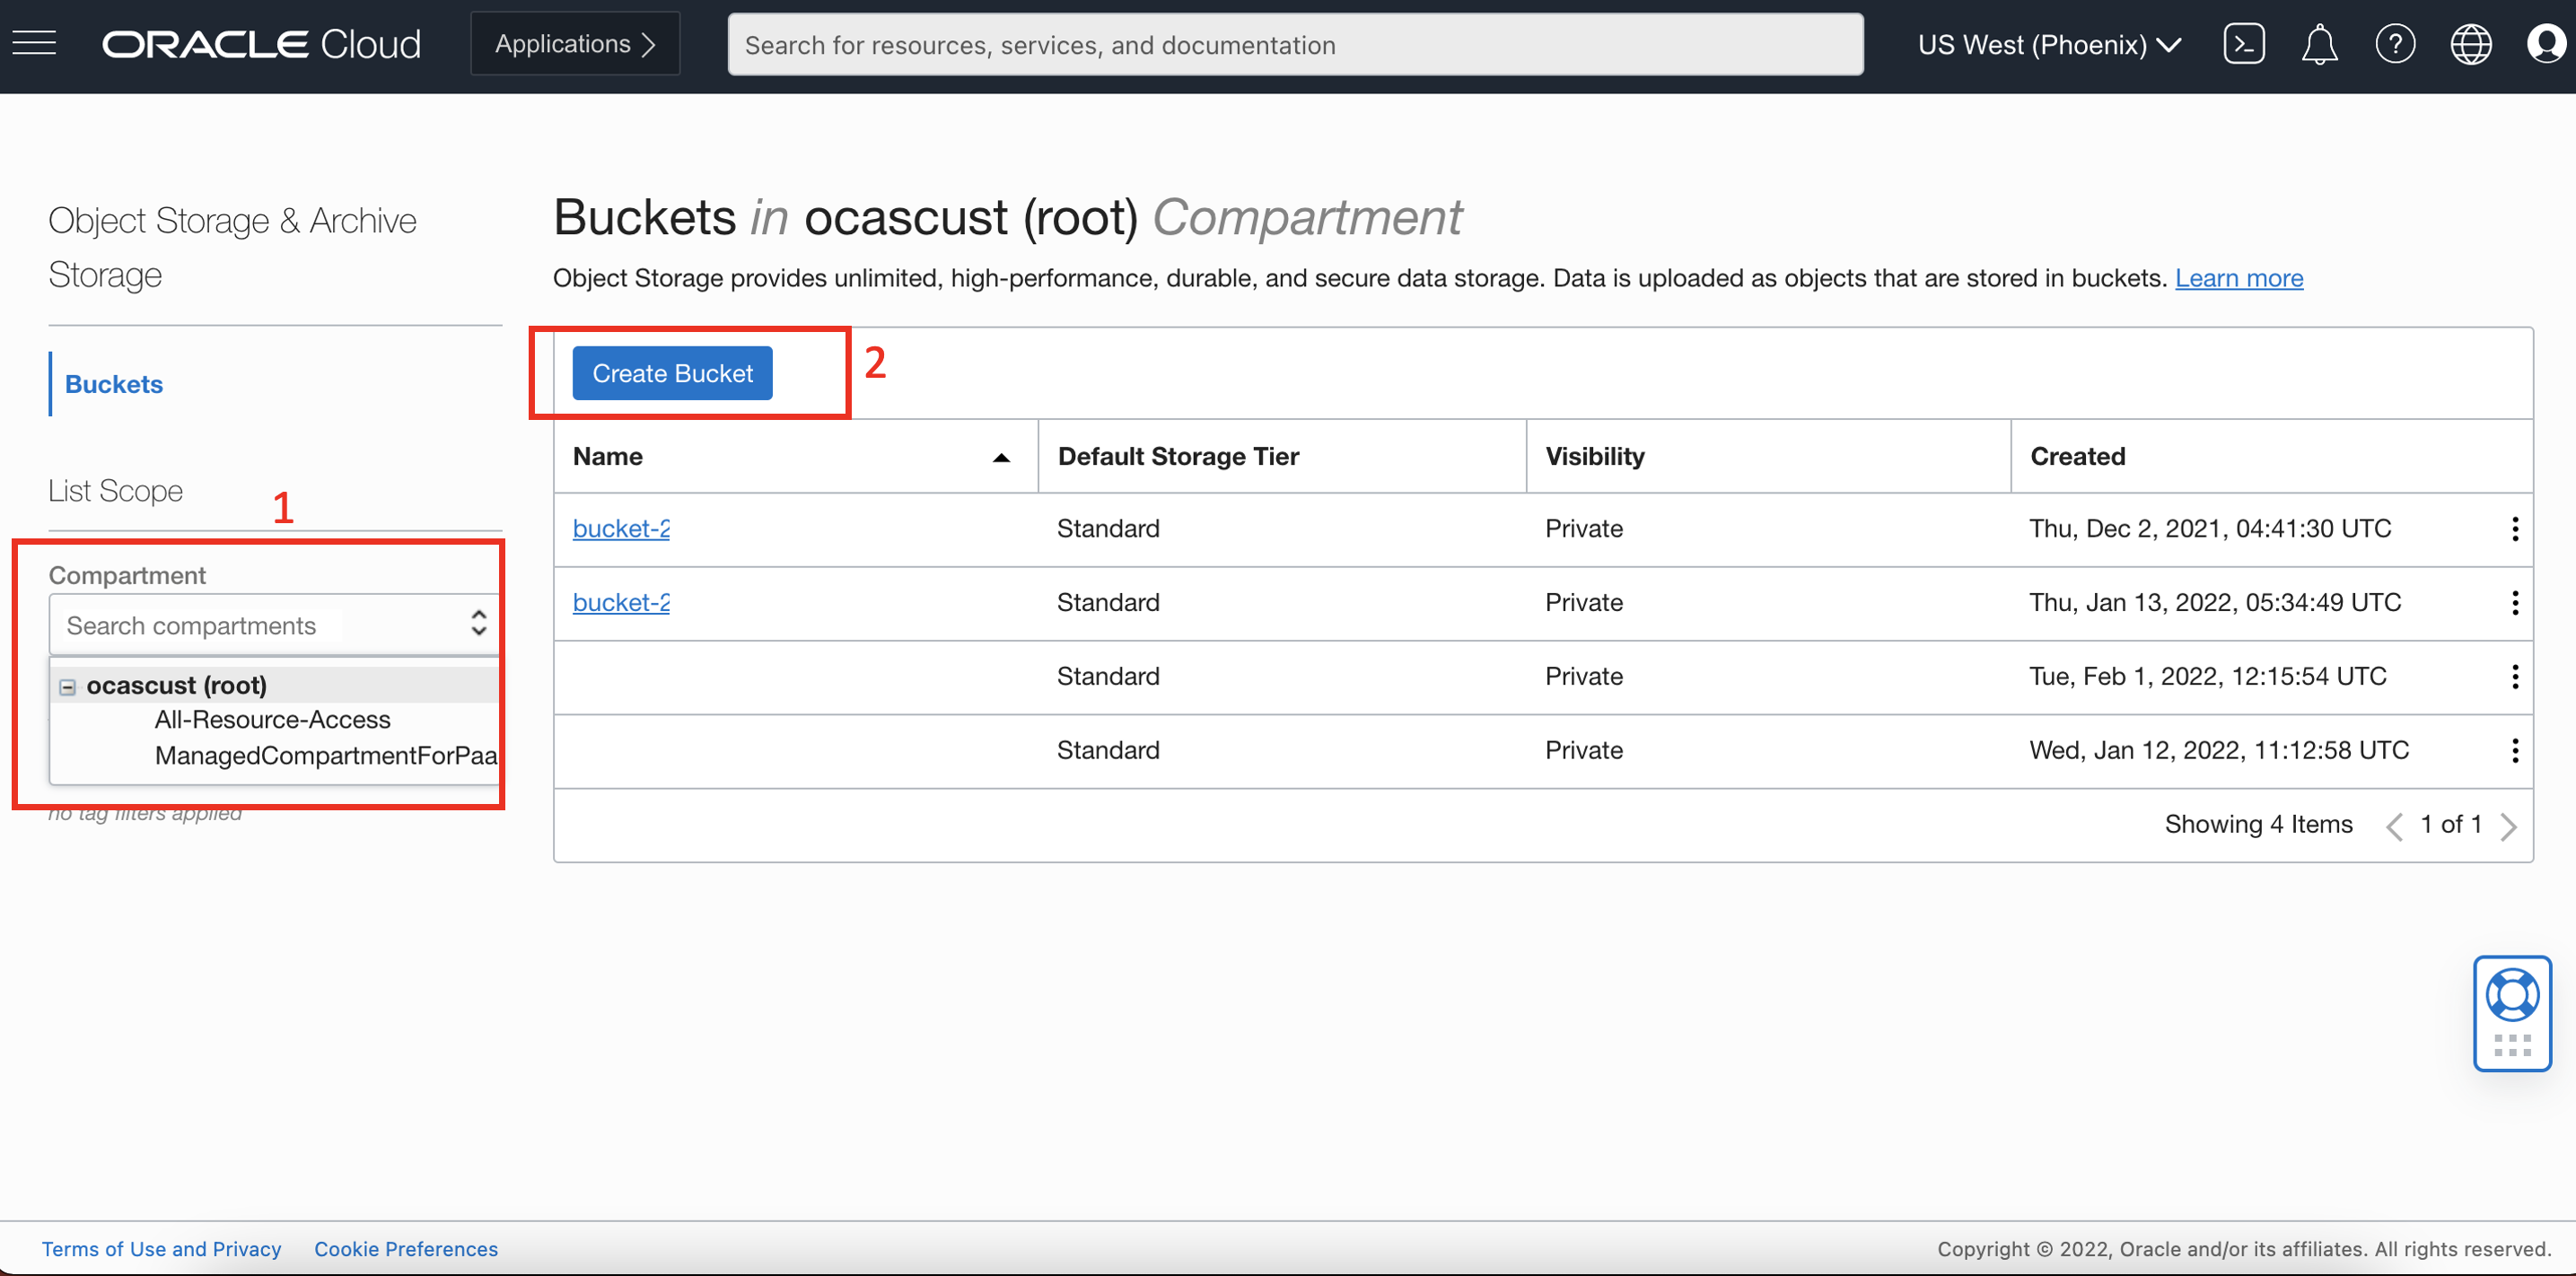 ORACLE Cloud
Applications
Search for resources, services, and documentation
US West (Phoenix)
Object Storage & Archive
Storage
Buckets
List Scope
1
Compartment
Search compartments
ocascust (root)
All-Resource-Access
ManagedCompartmentForPaa
no tag filters applied
Buckets in ocascust (root) Compartment
Object Storage provides unlimited, high-performance, durable, and secure data storage. Data is uploaded as objects that are stored in buckets. Learn more
Create Bucket
2
Name Default Storage Tier Visibility Created
bucket-2 Standard Private Thu, Dec 2, 2021, 04:41:30 UTC
bucket-2 Standard Private Thu, Jan 13, 2022, 05:34:49 UTC
Standard Private Tue, Feb 1, 2022, 12:15:54 UTC
Standard Private Wed, Jan 12, 2022, 11:12:58 UTC
Showing 4 Items 1 of 1
Terms of Use and Privacy Cookie Preferences
Copyright © 2022, Oracle and/or its affiliates. All rights reserved.